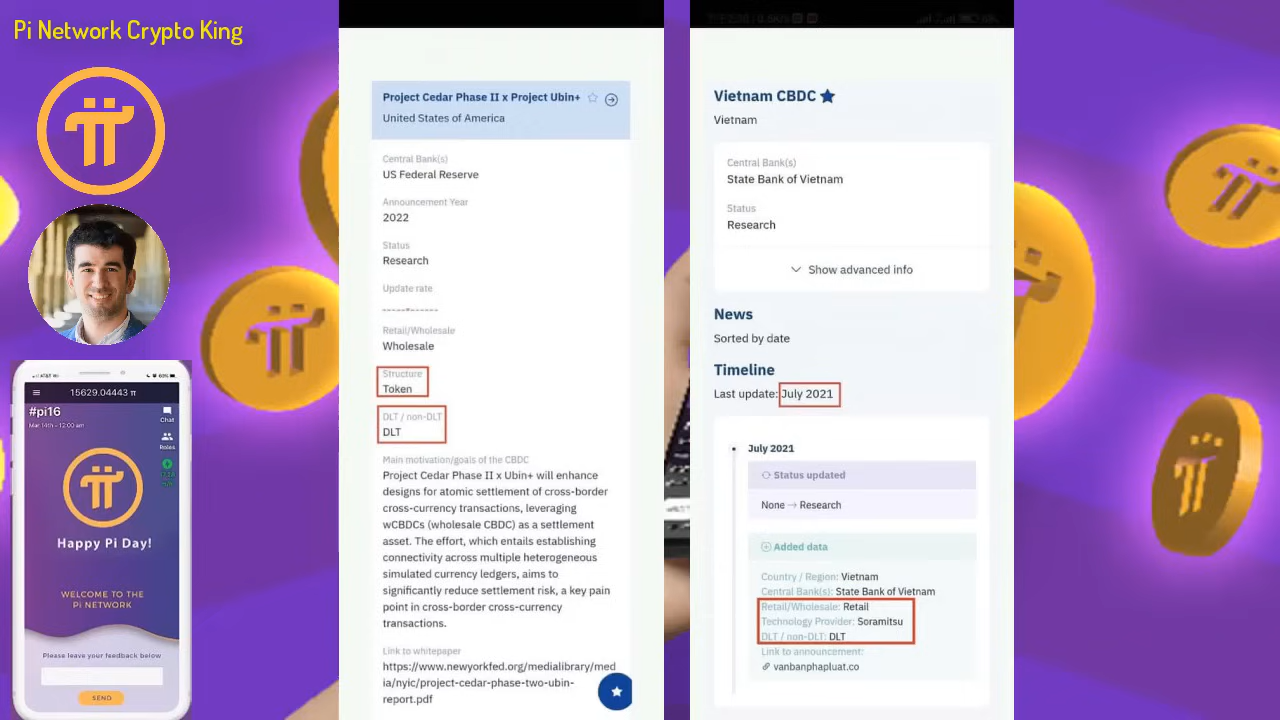 Pi Network Crypto King
15629.04443 π
#pi16
Mar 14th - 12:00 am
Chat
Roles
Happy Pi Day!
WELCOME TO THE
Pi NETWORK
Please leave your feedback below
SEND
Project Cedar Phase II x Project Ubin+
United States of America
Central Bank(s)
US Federal Reserve
Announcement Year
2022
Status
Research
Update rate
Retail/Wholesale
Wholesale
Structure
Token
DLT / non-DLT
DLT
Main motivation/goals of the CBDC
Project Cedar Phase II x Ubin+ will enhance
designs for atomic settlement of cross-border
cross-currency transactions, leveraging
wCBDCs (wholesale CBDC) as a settlement
asset. The effort, which entails establishing
connectivity across multiple heterogeneous
simulated currency ledgers, aims to
significantly reduce settlement risk, a key pain
point in cross-border cross-currency
transactions.
Link to whitepaper
https://www.newyorkfed.org/medialibrary/med
ia/nyic/project-cedar-phase-two-ubin-
report.pdf
Vietnam CBDC
Vietnam
Central Bank(s)
State Bank of Vietnam
Status
Research
Show advanced info
News
Sorted by date
Timeline
Last update: July 2021
July 2021
Status updated
None → Research
Added data
Country / Region: Vietnam
Central Bank(s): State Bank of Vietnam
Retail/Wholesale: Retail
Technology Provider: Soramitsu
DLT / non-DLT: DLT
Link to announcement:
vanbanphapluat.co